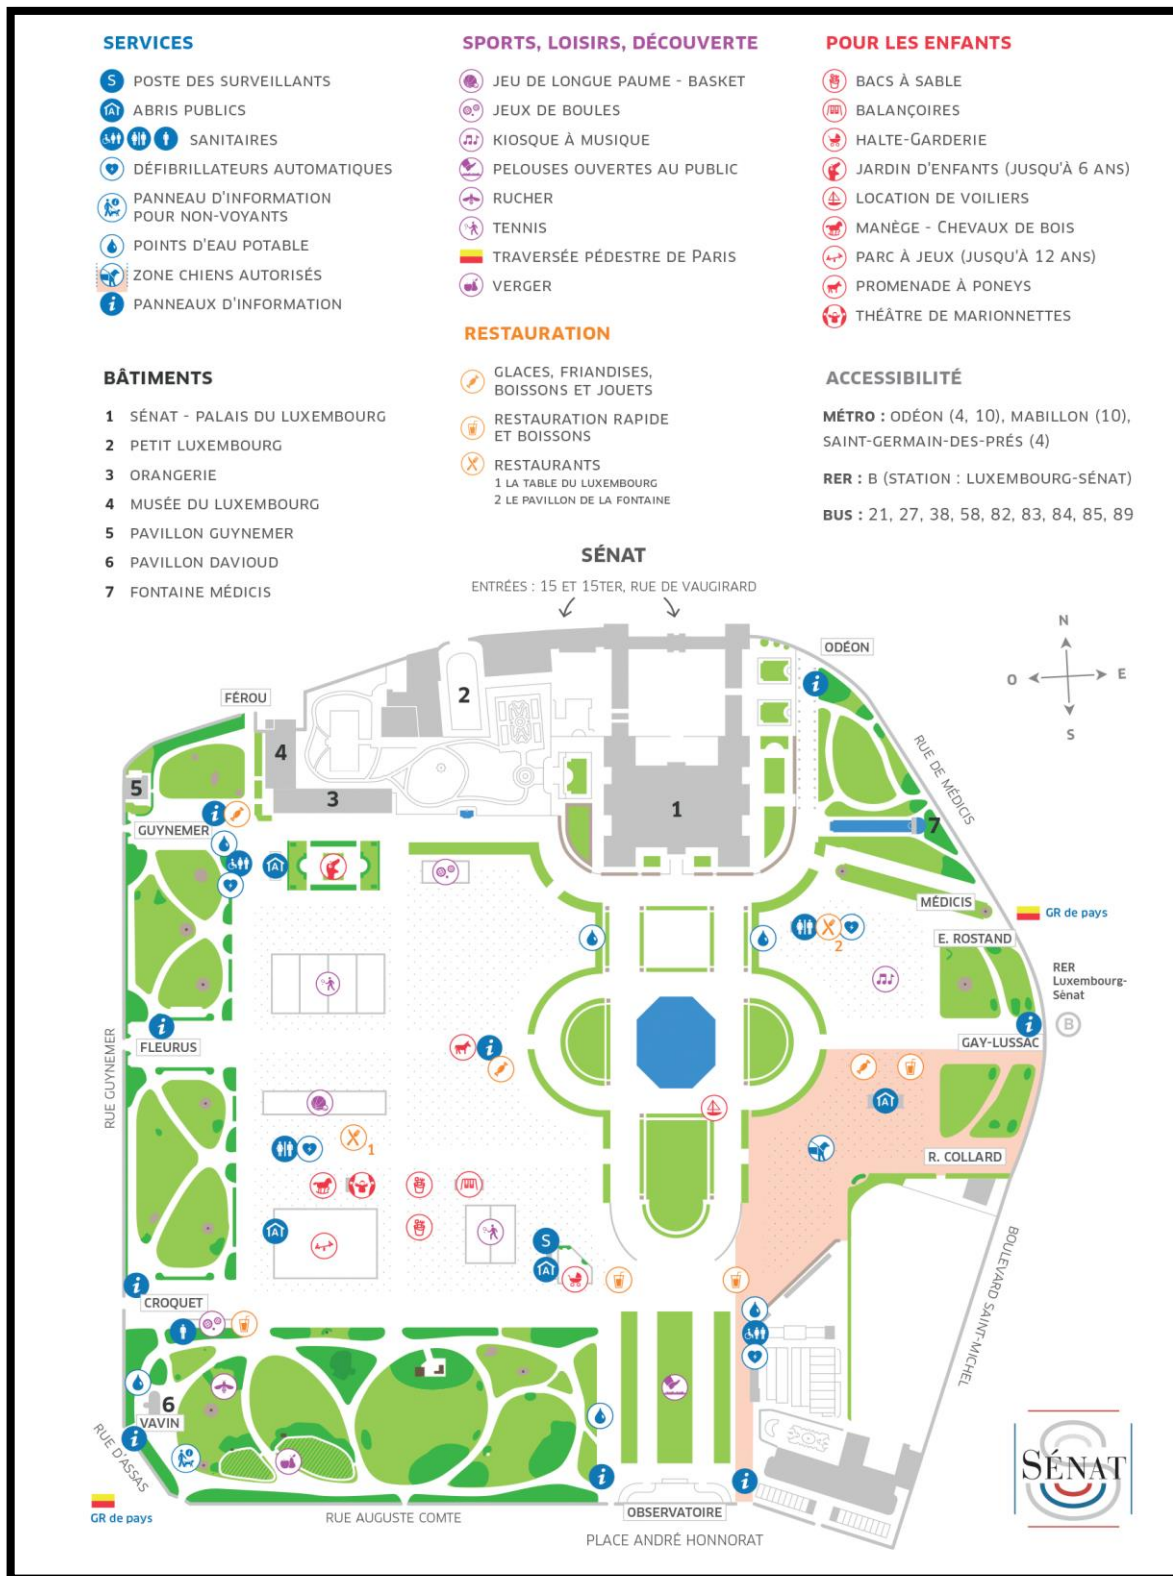 SERVICES
S POSTE DES SURVEILLANTS
A ABRIS PUBLICS
SANITAIRES
DÉFIBRILLATEURS AUTOMATIQUES
PANNEAU D'INFORMATION
POUR NON-VOYANTS
POINTS D'EAU POTABLE
ZONE CHIENS AUTORISÉS
i PANNEAUX D'INFORMATION
SPORTS, LOISIRS, DÉCOUVERTE
JEU DE LONGUE PAUME - BASKET
JEUX DE BOULES
KIOSQUE À MUSIQUE
PELOUSES OUVERTES AU PUBLIC
RUCHER
TENNIS
TRAVERSÉE PÉDESTRE DE PARIS
VERGER
POUR LES ENFANTS
BACS À SABLE
BALANÇOIRES
HALTE-GARDERIE
JARDIN D'ENFANTS (JUSQU'À 6 ANS)
LOCATION DE VOILIERS
MANÈGE - CHEVAUX DE BOIS
PARC À JEUX (JUSQU'À 12 ANS)
PROMENADE À PONEYS
THÉÂTRE DE MARIONNETTES
BÂTIMENTS
1 SÉNAT - PALAIS DU LUXEMBOURG
2 PETIT LUXEMBOURG
3 ORANGERIE
4 MUSÉE DU LUXEMBOURG
5 PAVILLON GUYNEMER
6 PAVILLON DAVIOUD
7 FONTAINE MÉDICIS
RESTAURATION
GLACES, FRIANDISES,
BOISSONS ET JOUETS
RESTAURATION RAPIDE
ET BOISSONS
RESTAURANTS
1 LA TABLE DU LUXEMBOURG
2 LE PAVILLON DE LA FONTAINE
ACCESSIBILITÉ
MÉTRO : ODÉON (4, 10), MABILLON (10),
SAINT-GERMAIN-DES-PRÉS (4)
RER : B (STATION : LUXEMBOURG-SÉNAT)
BUS : 21, 27, 38, 58, 82, 83, 84, 85, 89
SÉNAT
ENTRÉES : 15 ET 15TER, RUE DE VAUGIRARD
N
O E
S
ODÉON
i
FÉROU
2
4
5
3
1
RUE DE MÉDICIS
7
i
GUYNEMER
A
MÉDICIS
GR de pays
E. ROSTAND
2
RER
Luxembourg-
Sénat
B
i
i
FLEURUS
GAY-LUSSAC
i
RUE GUYNEMER
A
1
R. COLLARD
A
S
A
BOULEVARD SAINT-MICHEL
i
CROQUET
6
VAVIN
i
RUE D'ASSAS
i
i
GR de pays
RUE AUGUSTE COMTE
OBSERVATOIRE
PLACE ANDRÉ HONNORAT
S
SÉNAT